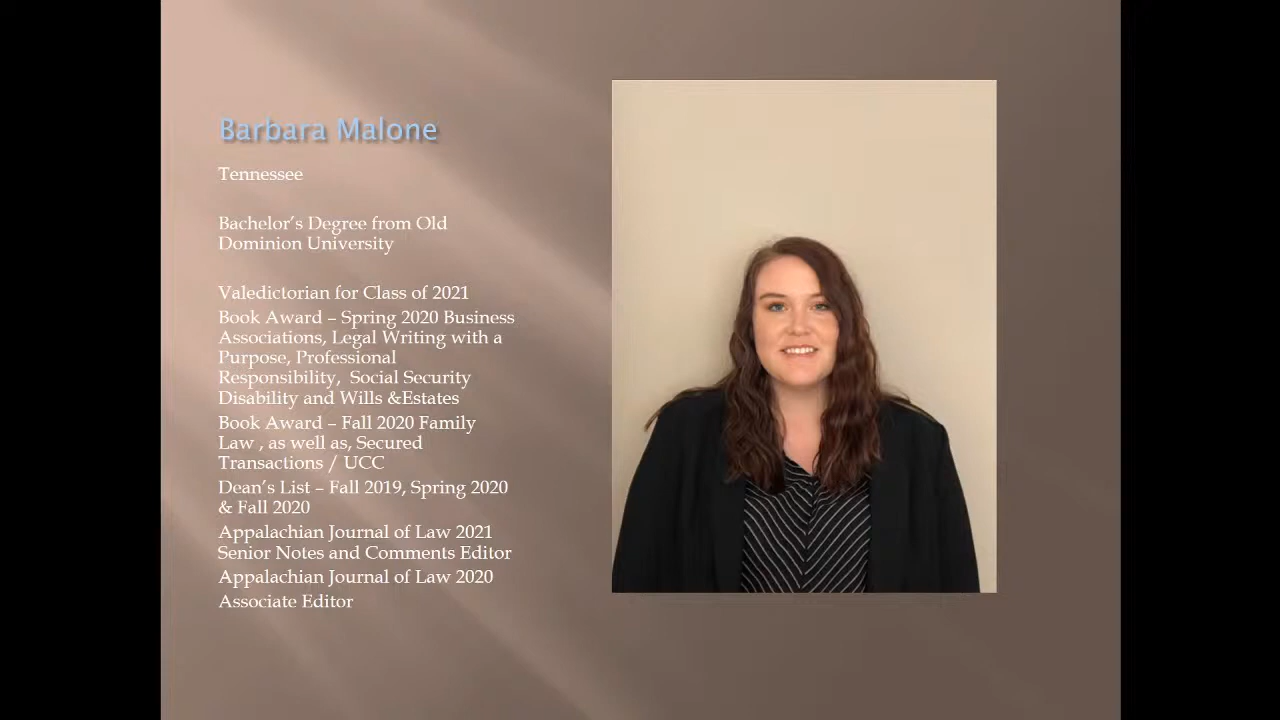 Barbara Malone
Tennessee
Bachelor’s Degree from Old
Dominion University
Valedictorian for Class of 2021
Book Award – Spring 2020 Business
Associations, Legal Writing with a
Purpose, Professional
Responsibility,  Social Security
Disability and Wills &Estates
Book Award – Fall 2020 Family
Law , as well as, Secured
Transactions / UCC
Dean’s List – Fall 2019, Spring 2020
& Fall 2020
Appalachian Journal of Law 2021
Senior Notes and Comments Editor
Appalachian Journal of Law 2020
Associate Editor